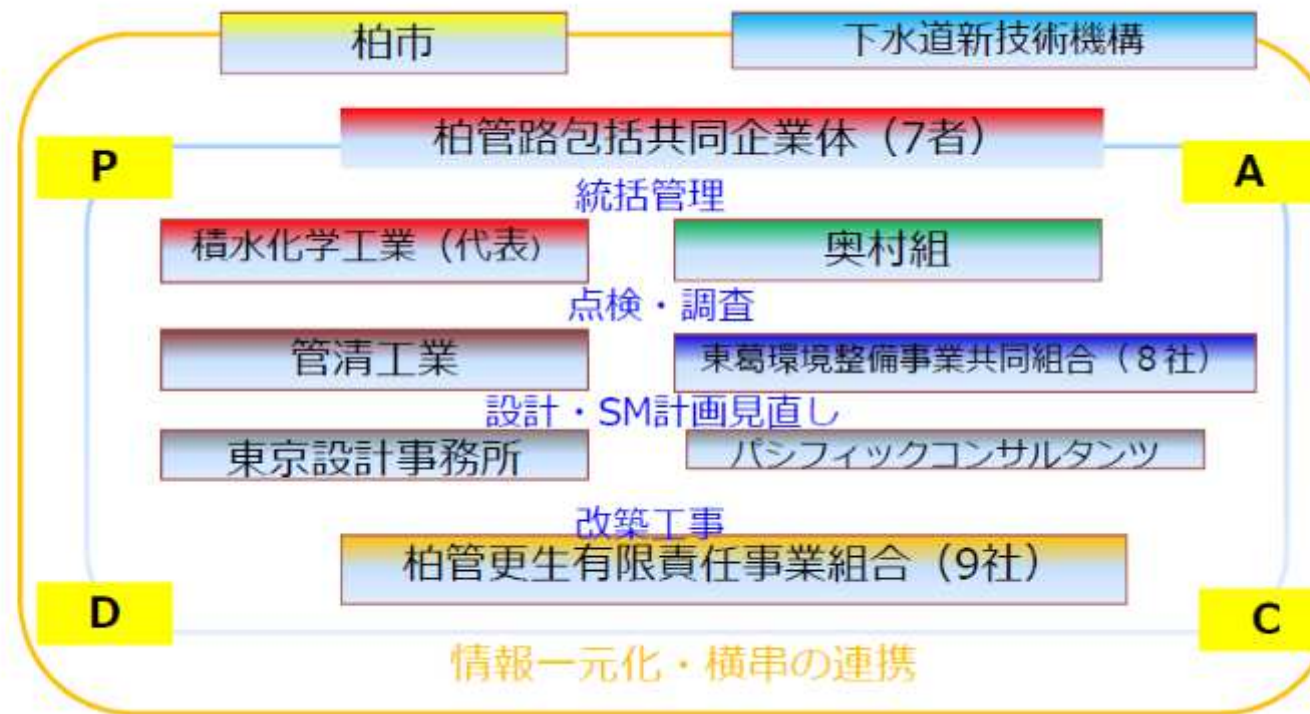 柏市
下水道新技術機構
柏管路包括共同企業体（7者）
P
A
統括管理
積水化学工業（代表）
奥村組
点検・調査
管清工業
東葛環境整備事業共同組合（８社）
設計・SM計画見直し
東京設計事務所
パシフィックコンサルタンツ
改築工事
柏管更生有限責任事業組合（9社）
D
C
情報一元化・横串の連携